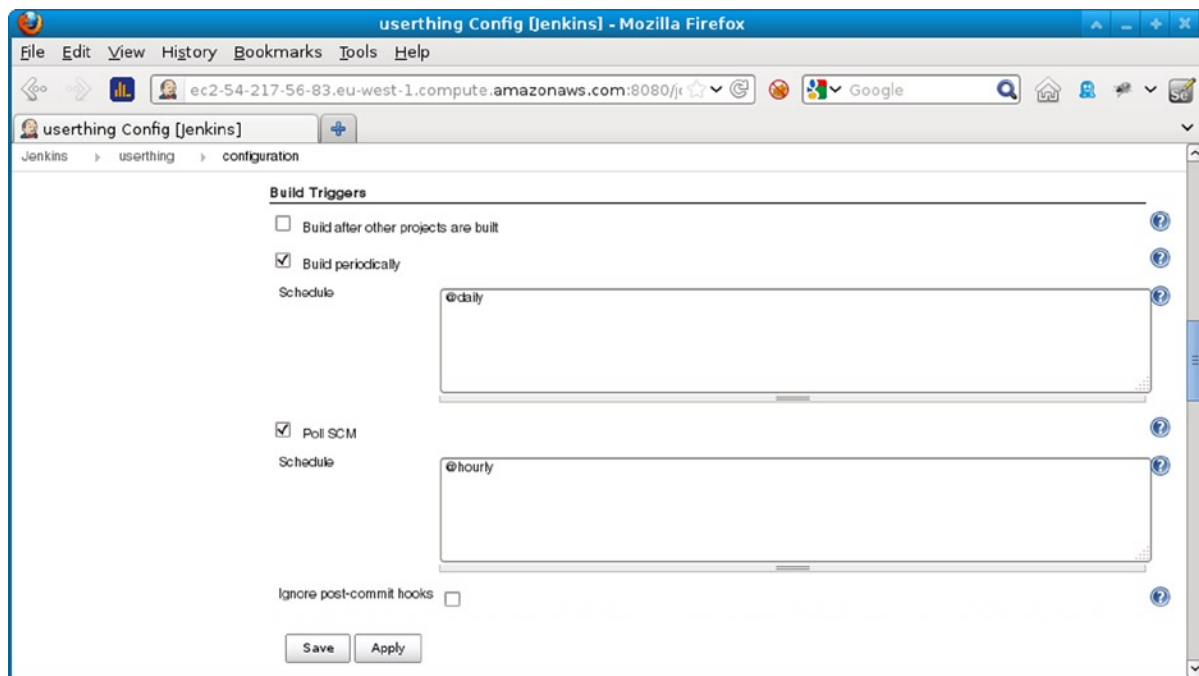 userthing Config [Jenkins] - Mozilla Firefox
File Edit View History Bookmarks Tools Help
ec2-54-217-56-83.eu-west-1.compute.amazonaws.com:8080/j Google
userthing Config [Jenkins]
Jenkins userthing configuration
Build Triggers
Build after other projects are built
Build periodically
Schedule @daily
Poll SCM
Schedule @hourly
Ignore post-commit hooks
Save Apply